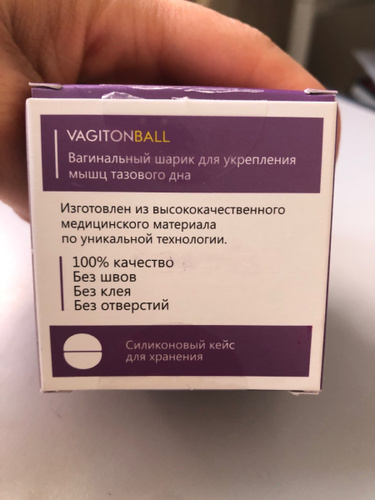 VAGITONBALL
Вагинальный шарик для укрепления
мышц тазового дна
Изготовлен из высококачественного
медицинского материала
по уникальной технологии.
100% качество
Без швов
Без клея
Без отверстий
Силиконовый кейс
для хранения